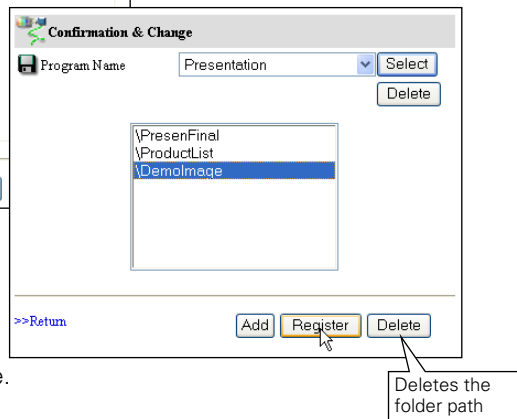 Confirmation & Change
Program Name Presentation Select
Delete
\PresenFinal
\ProductList
\DemoImage
>>Return Add Register Delete
e.
Deletes the
folder path